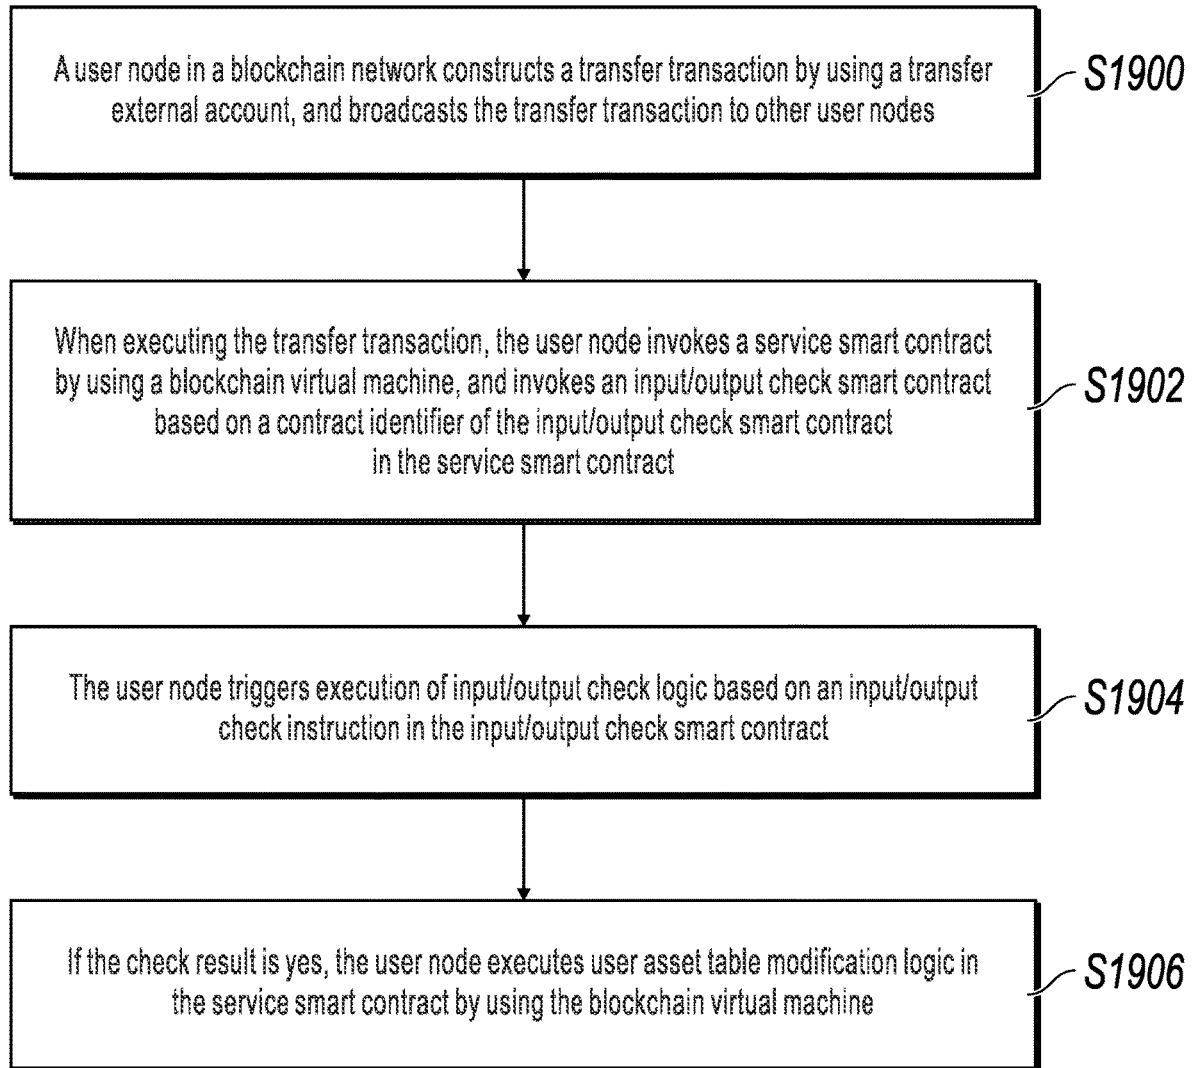 A user node in a blockchain network constructs a transfer transaction by using a transfer
external account, and broadcasts the transfer transaction to other user nodes
S1900
When executing the transfer transaction, the user node invokes a service smart contract
by using a blockchain virtual machine, and invokes an input/output check smart contract
based on a contract identifier of the input/output check smart contract
in the service smart contract
S1902
The user node triggers execution of input/output check logic based on an input/output
check instruction in the input/output check smart contract
S1904
If the check result is yes, the user node executes user asset table modification logic in
the service smart contract by using the blockchain virtual machine
S1906